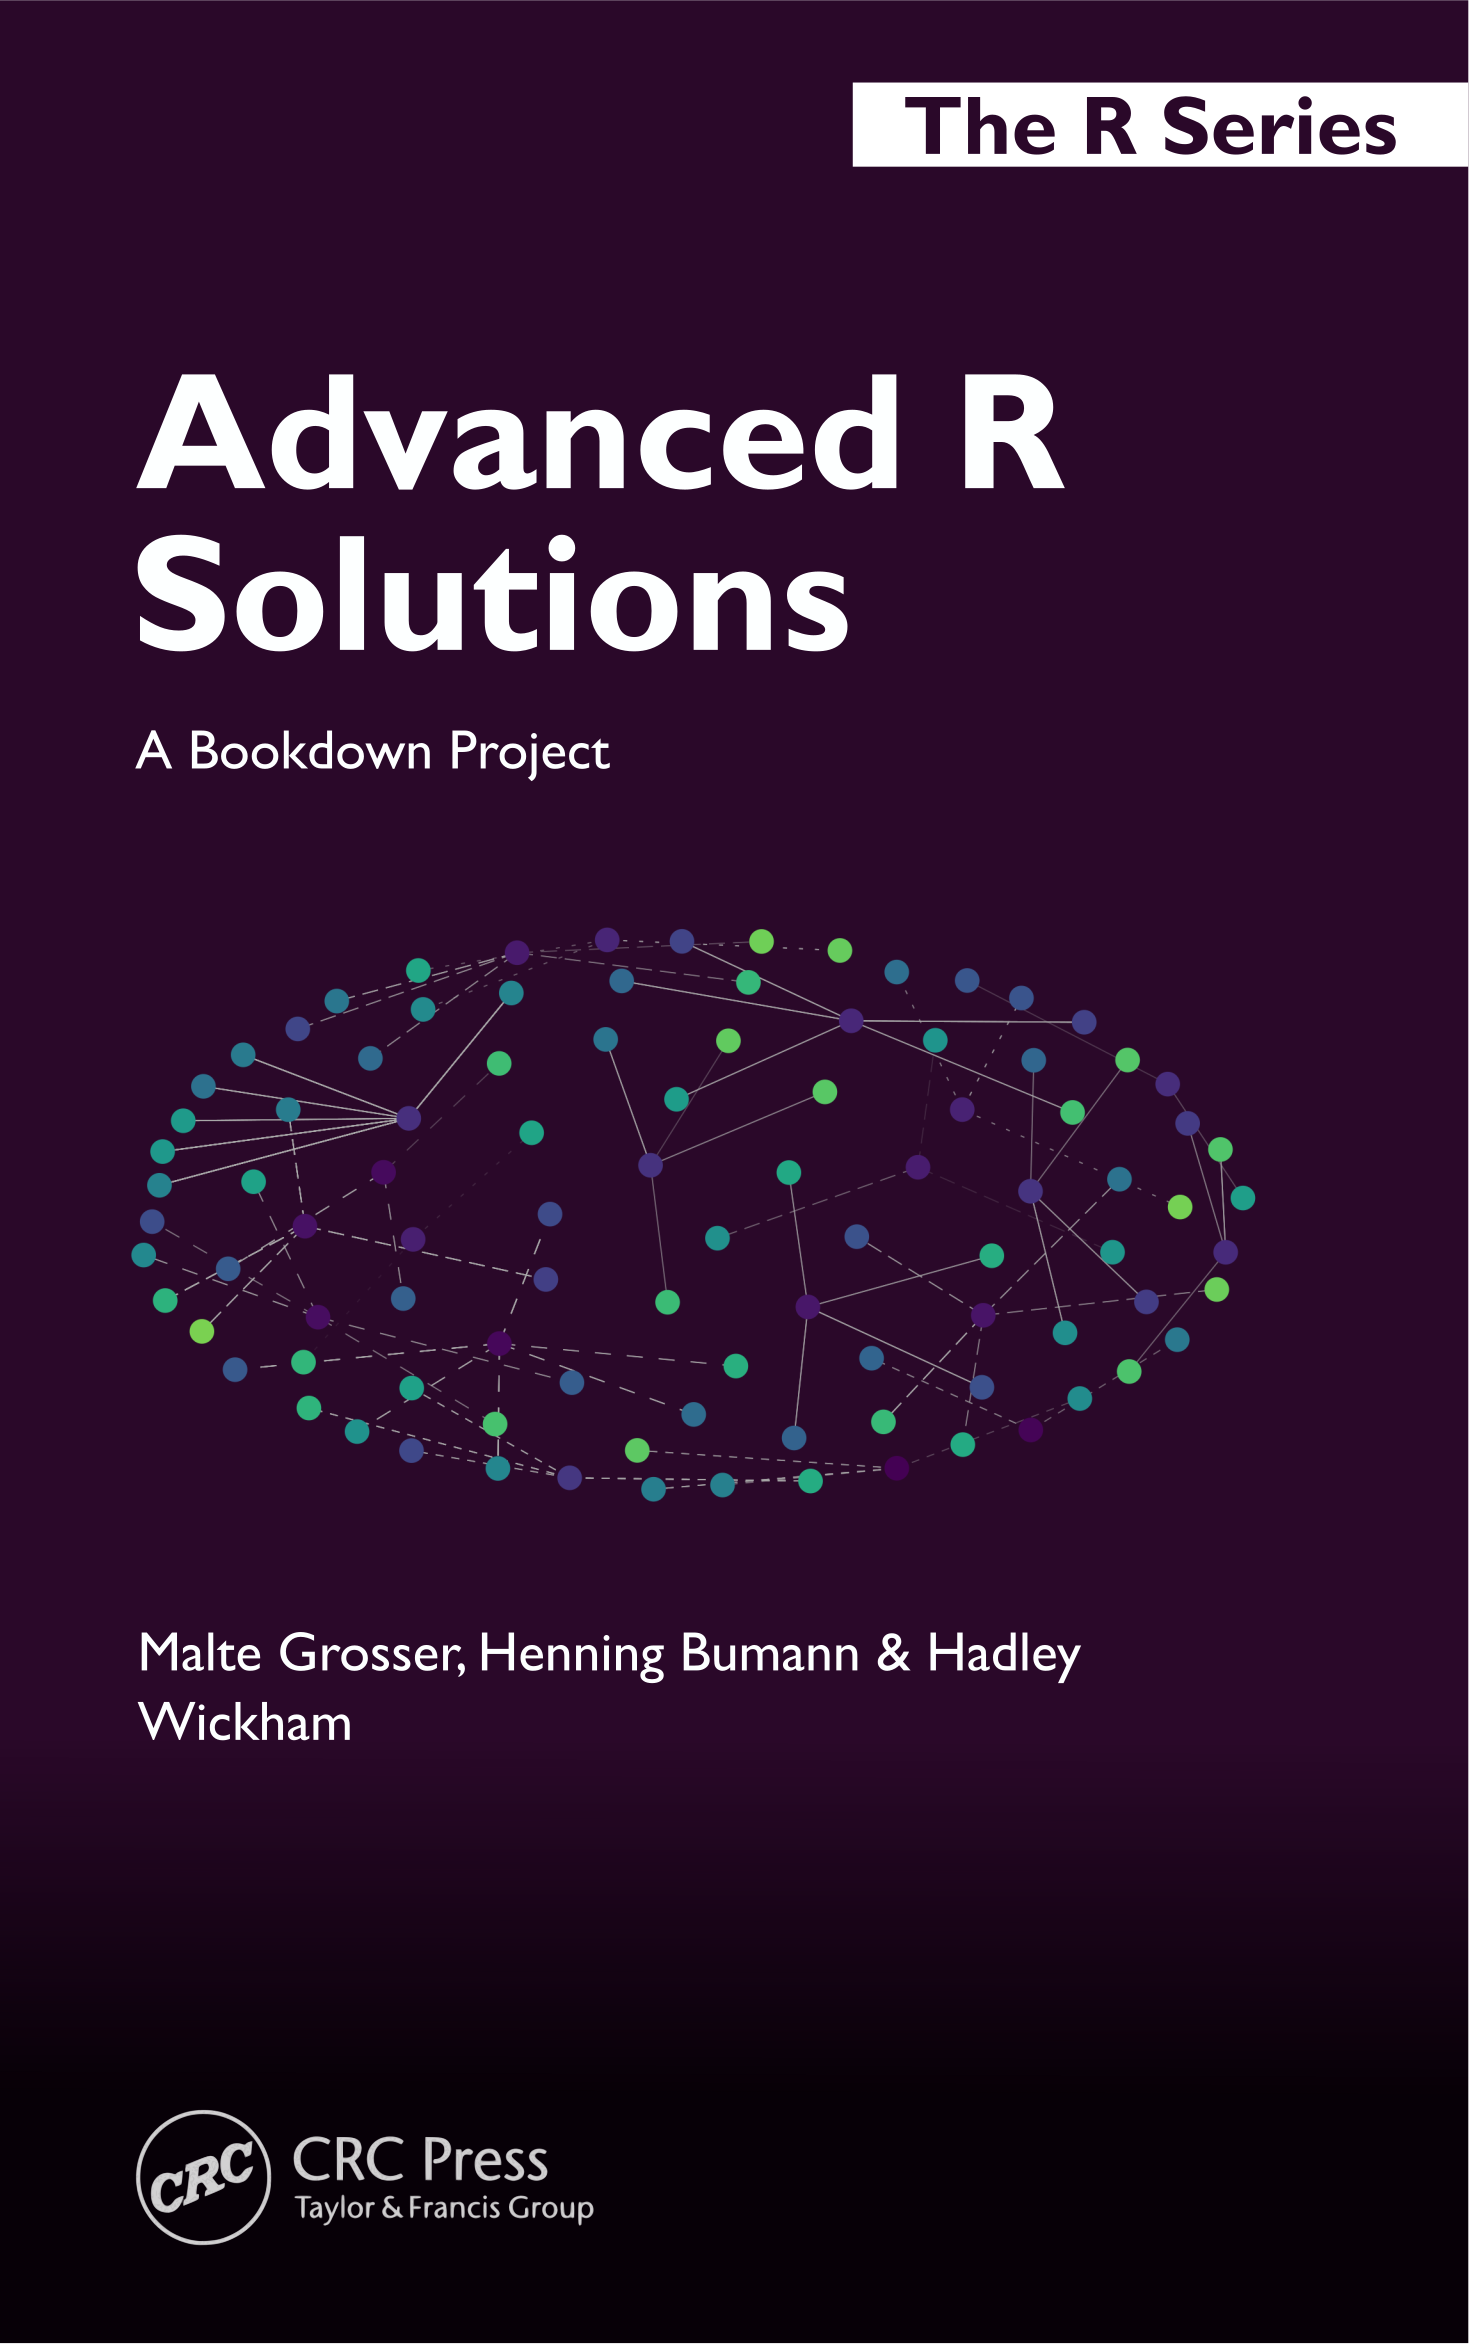 The R Series
Advanced R
Solutions
A Bookdown Project
Malte Grosser, Henning Bumann & Hadley
Wickham
CRC
CRC Press
Taylor & Francis Group